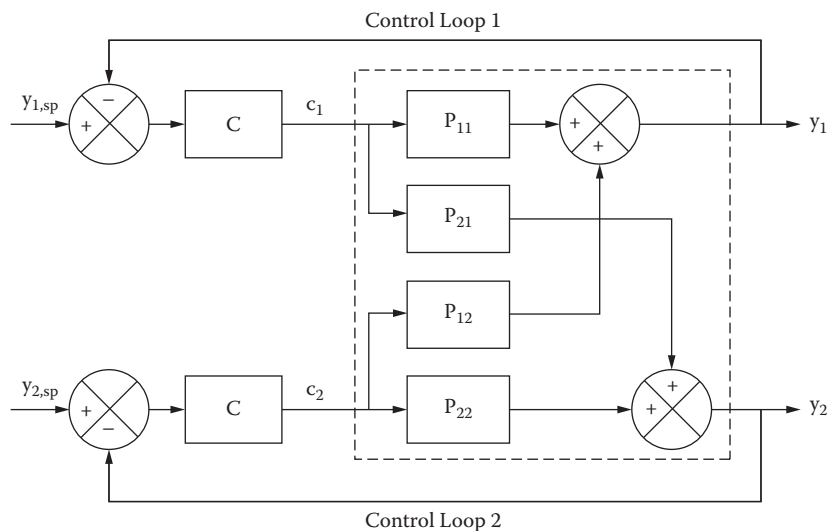 Control Loop 1
y1,sp
−
+
C
c1
P11
+
+
y1
P21
P12
y2,sp
+
−
C
c2
P22
+
+
y2
Control Loop 2